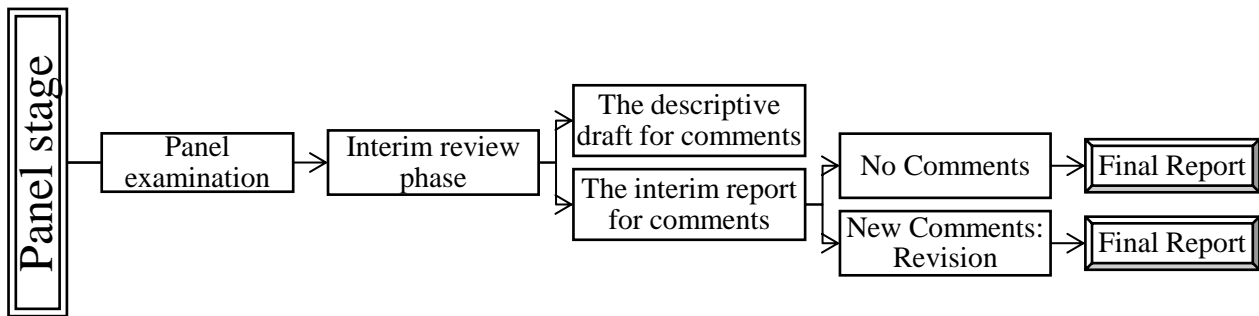 Panel stage
Panel
examination
Interim review
phase
The descriptive
draft for comments
The interim report
for comments
No Comments
Final Report
New Comments:
Revision
Final Report